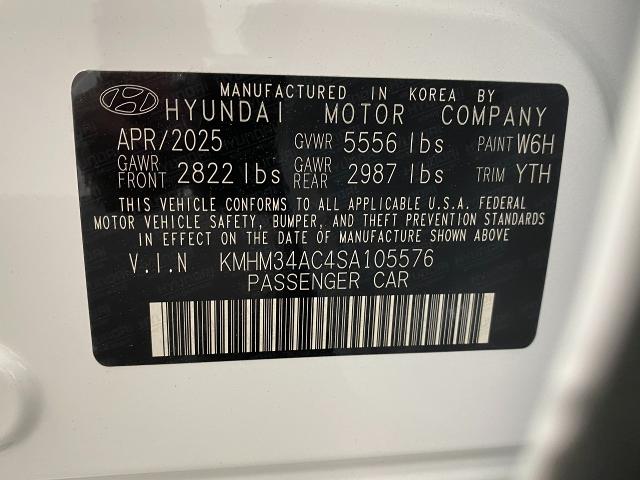 MANUFACTURED IN KOREA BY
HYUNDAI MOTOR COMPANY
APR/2025 GVWR 5556 lbs PAINT W6H
GAWR FRONT 2822 lbs GAWR REAR 2987 lbs TRIM YTH
THIS VEHICLE CONFORMS TO ALL APPLICABLE U.S.A. FEDERAL
MOTOR VEHICLE SAFETY, BUMPER, AND THEFT PREVENTION STANDARDS
IN EFFECT ON THE DATE OF MANUFACTURE SHOWN ABOVE
V.I.N KMHM34AC4SA105576
PASSENGER CAR